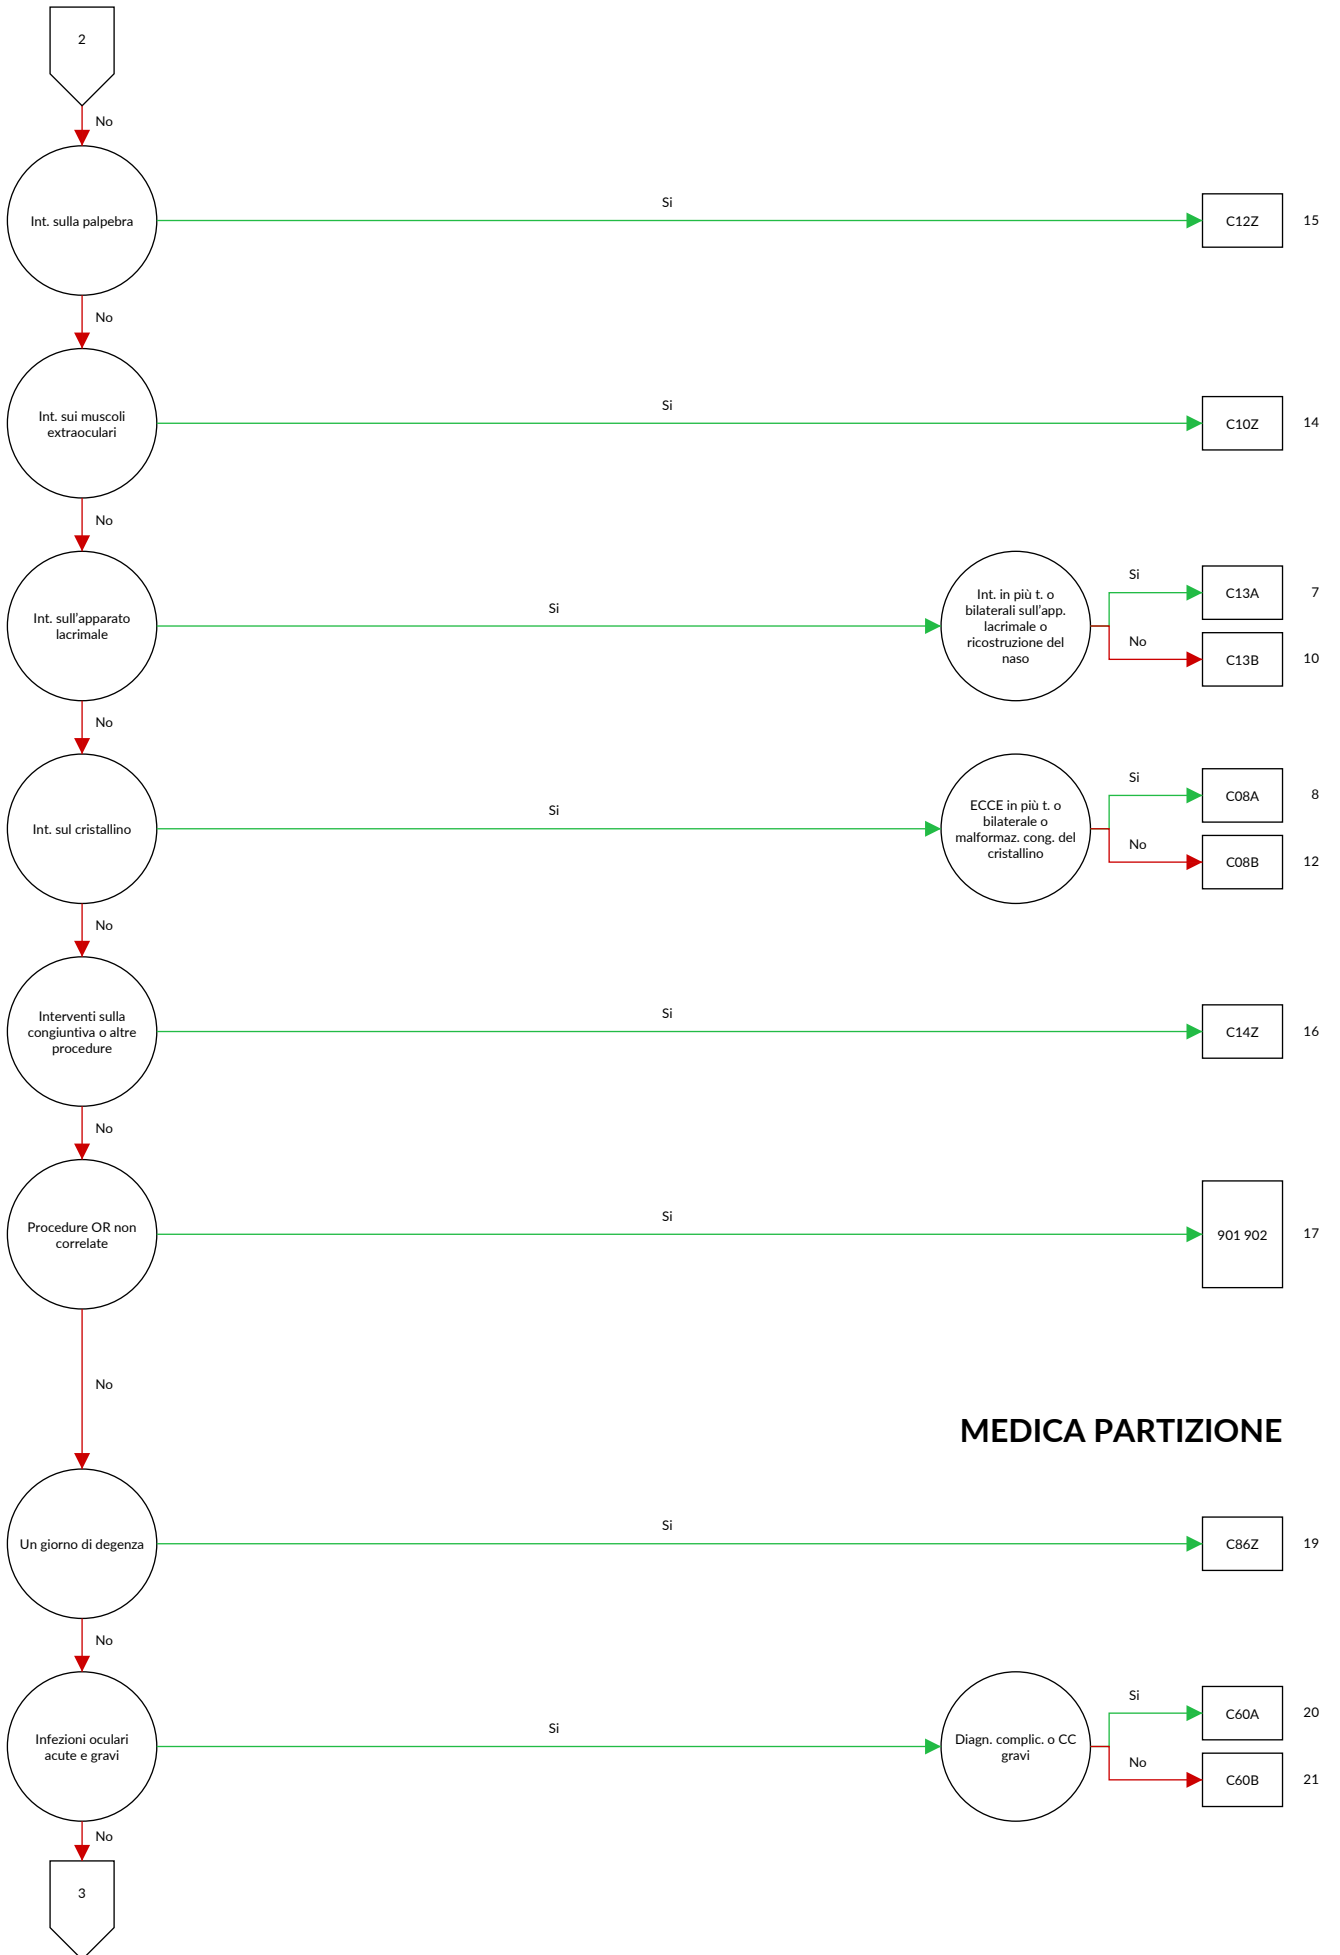 2
No
Int. sulla palpebra
Si
C12Z
15
No
Int. sui muscoli
extraoculari
Si
C10Z
14
No
Int. sull'apparato
lacrimale
Si
Int. in più t. o
bilaterali sull'app.
lacrimale o
ricostruzione del
naso
Si
C13A
7
No
C13B
10
No
Int. sul cristallino
Si
ECCE in più t. o
bilaterale o
malformaz. cong. del
cristallino
Si
C08A
8
No
C08B
12
No
Interventi sulla
congiuntiva o altre
procedure
Si
C14Z
16
No
Procedure OR non
correlate
Si
901 902
17
No
MEDICA PARTIZIONE
Un giorno di degenza
Si
C86Z
19
No
Infezioni oculari
acute e gravi
Si
Diagn. complic. o CC
gravi
Si
C60A
20
No
C60B
21
No
3